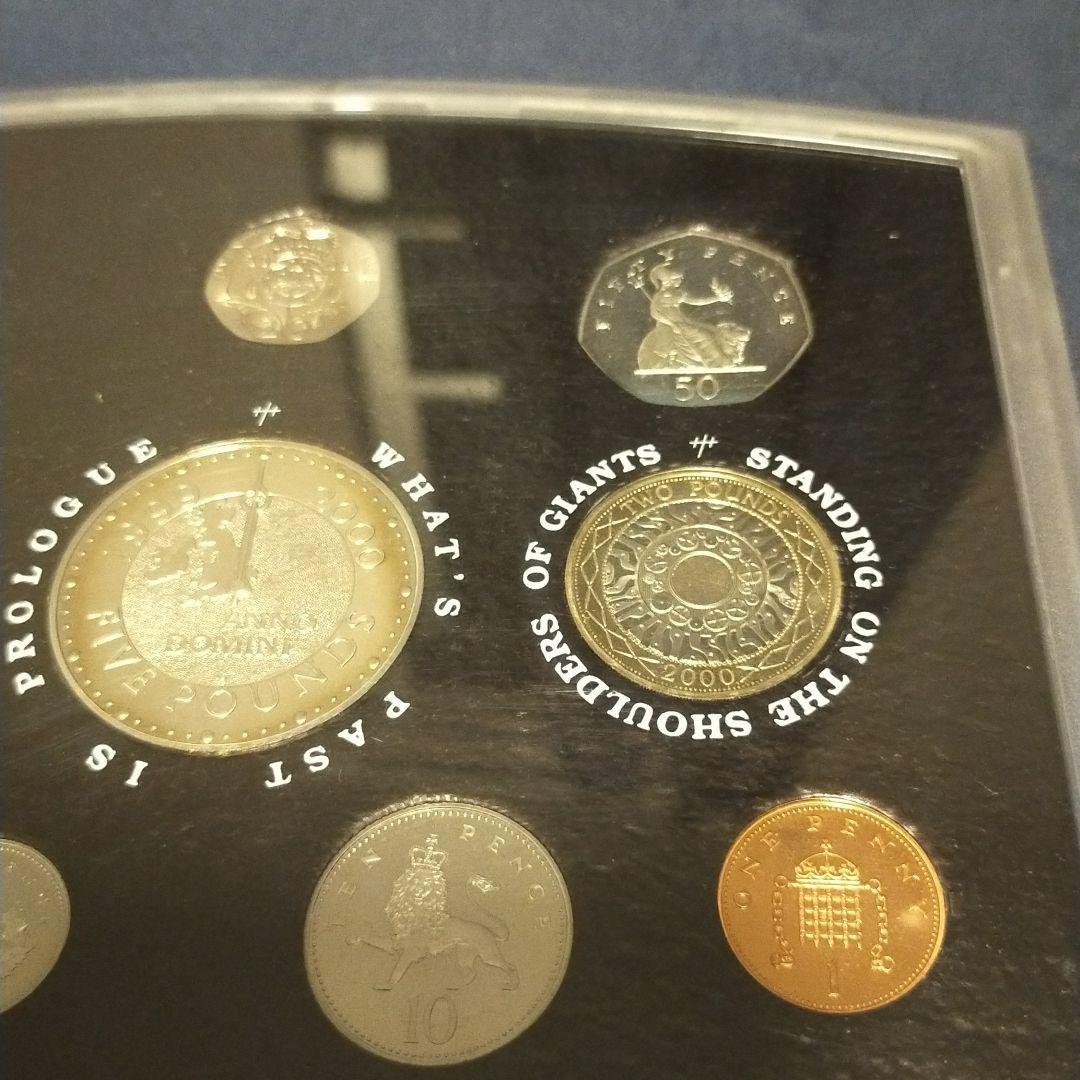 FIFTY PENCE
50
WHAT'S PAST IS PROLOGUE
2000
ANNO
DOMINI
FIVE POUNDS
STANDING ON THE SHOULDERS OF GIANTS
TWO POUNDS
2000
TEN PENCE
10
ONE PENNY
1